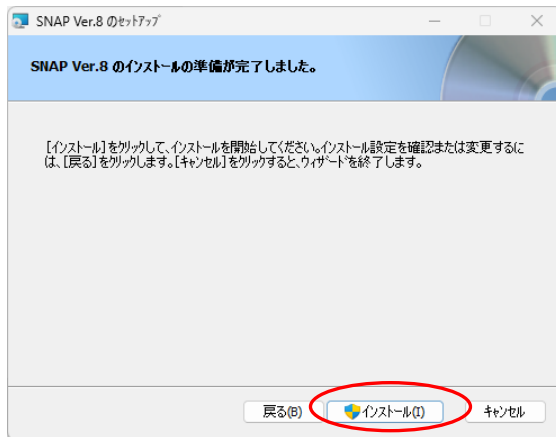 SNAP Ver.8 のｾｯﾄｱｯﾌﾟ
SNAP Ver.8 のｲﾝｽﾄｰﾙの準備が完了しました。
[ｲﾝｽﾄｰﾙ]をｸﾘｯｸして､ｲﾝｽﾄｰﾙを開始してください｡ｲﾝｽﾄｰﾙ設定を確認または変更するに
は､[戻る]をｸﾘｯｸします｡[ｷｬﾝｾﾙ]をｸﾘｯｸすると､ｳｨｻﾞｰﾄﾞを終了します｡
戻る(B) ｲﾝｽﾄｰﾙ(I) ｷｬﾝｾﾙ